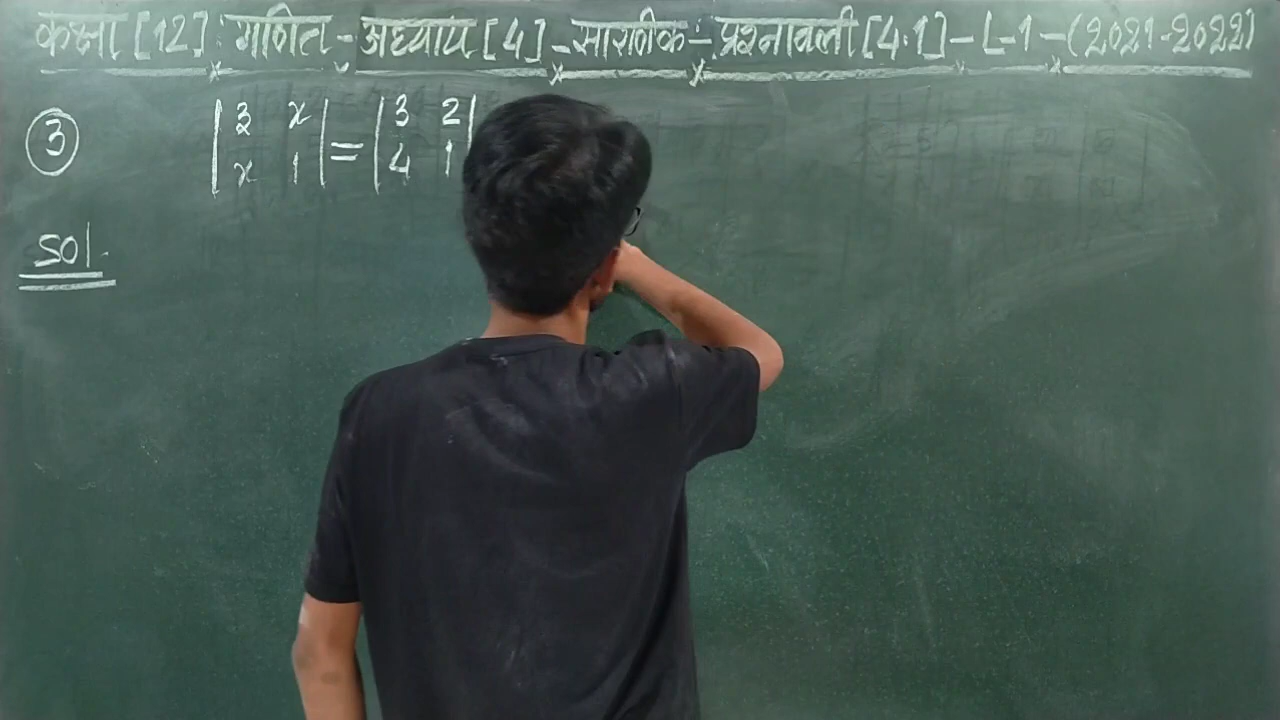 कक्षा [12] गणित - अध्याय [4] - सारणीक - प्रश्नावली [4.1] - L-1 - (2021-2022)
3 | 3 x | = | 3 2 |
| x 1 | | 4 1 |
Sol.